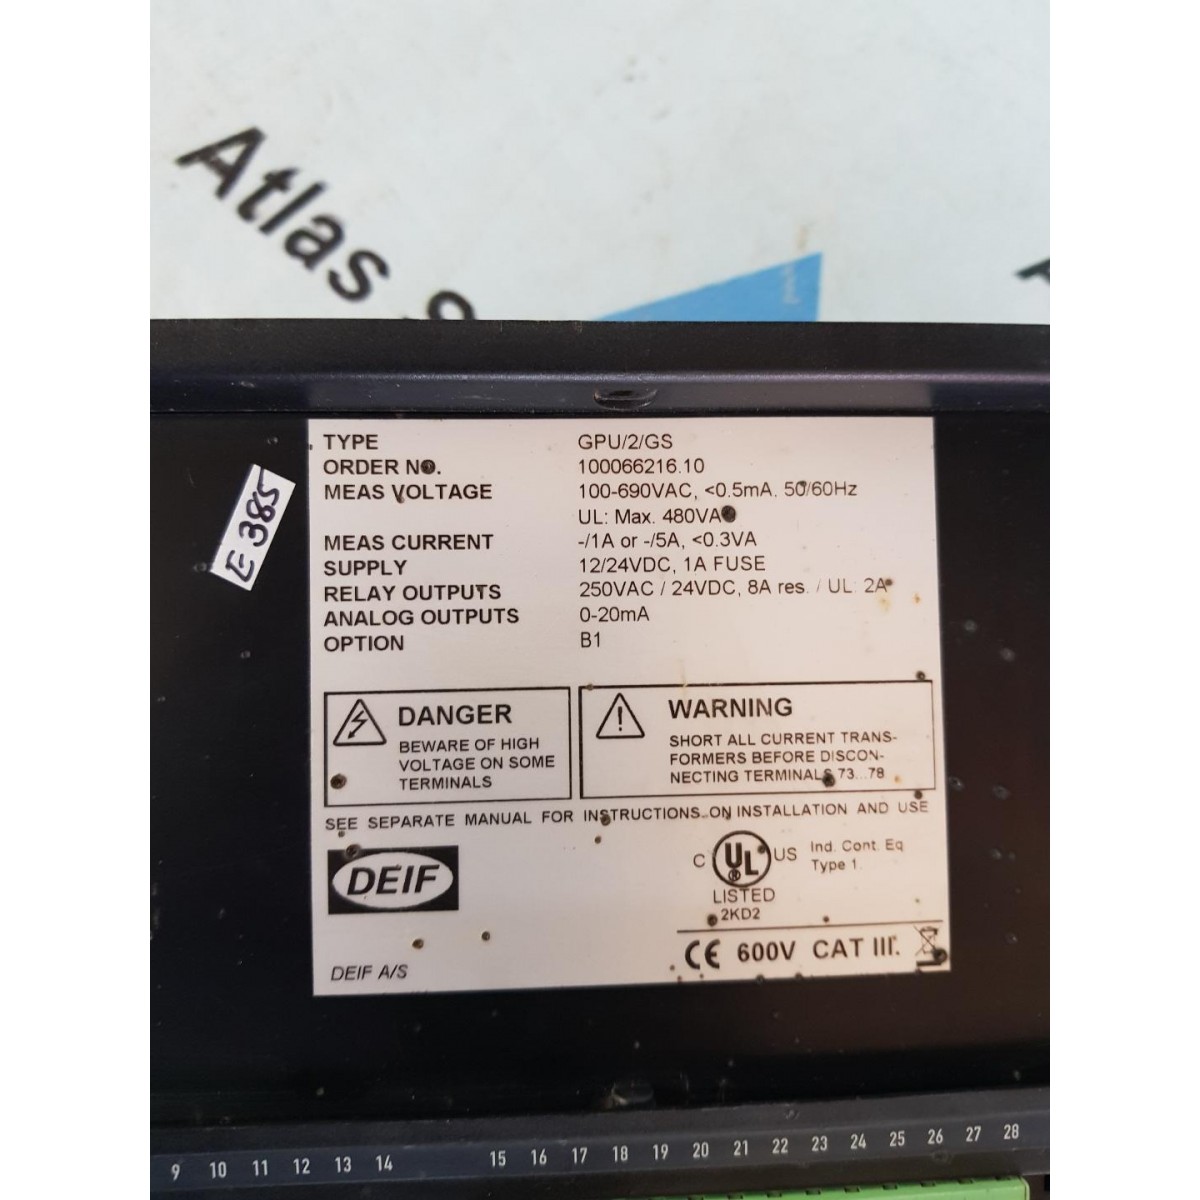 Atlas
TYPE GPU/2/GS
ORDER NO. 100066216.10
MEAS VOLTAGE 100-690VAC, <0.5mA. 50/60Hz
UL: Max. 480VAC
MEAS CURRENT -/1A or -/5A, <0.3VA
SUPPLY 12/24VDC, 1A FUSE
RELAY OUTPUTS 250VAC / 24VDC, 8A res. / UL: 2A
ANALOG OUTPUTS 0-20mA
OPTION B1
E 385
DANGER
BEWARE OF HIGH
VOLTAGE ON SOME
TERMINALS
WARNING
SHORT ALL CURRENT TRANS-
FORMERS BEFORE DISCON-
NECTING TERMINALS 73...78
SEE SEPARATE MANUAL FOR INSTRUCTIONS ON INSTALLATION AND USE
DEIF
C UL ® US
LISTED
2KD2
Ind. Cont. Eq
Type 1.
CE 600V CAT III.
DEIF A/S
9 10 11 12 13 14 15 16 17 18 19 20 21 22 23 24 25 26 27 28